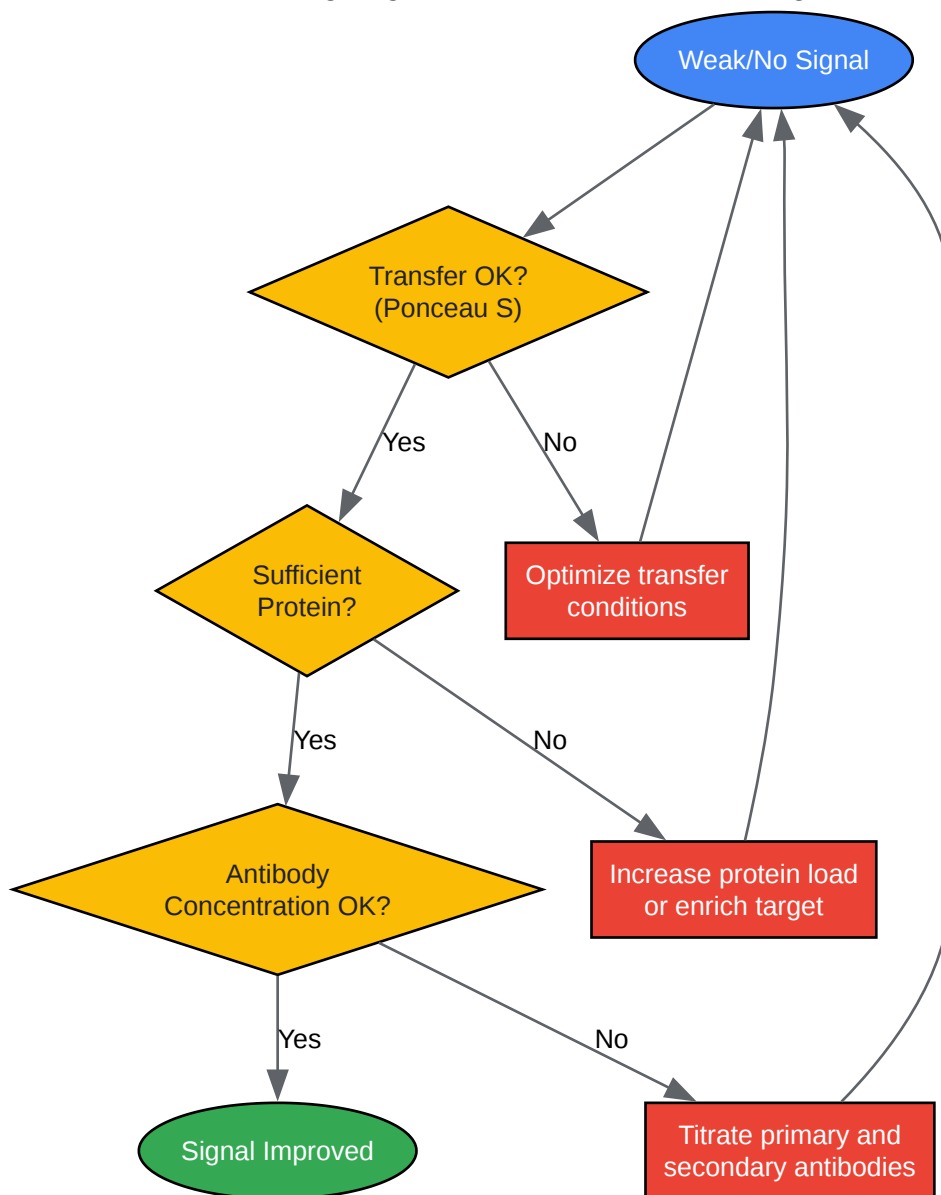 Weak/No Signal
Transfer OK?
(Ponceau S)
Yes
No
Sufficient
Protein?
Optimize transfer
conditions
Yes
No
Antibody
Concentration OK?
Increase protein load
or enrich target
Yes
No
Signal Improved
Titrate primary and
secondary antibodies